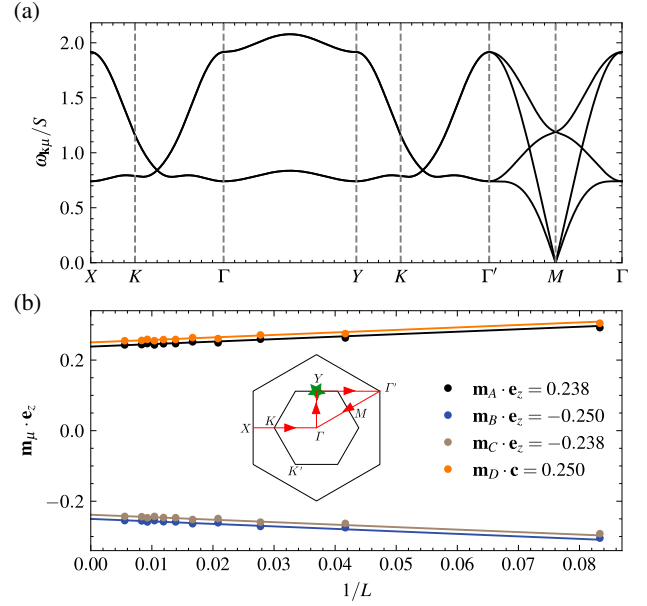 (a)
2.0
1.5
1.0
0.5
0.0
ω_kμ/S
X K Γ Y K Γ′ M Γ
(b)
0.2
0.0
−0.2
m_μ · e_z
Y Γ′
X K M
Γ
K′
m_A · e_z = 0.238
m_B · e_z = −0.250
m_C · e_z = −0.238
m_D · c = 0.250
0.00 0.01 0.02 0.03 0.04 0.05 0.06 0.07 0.08
1/L